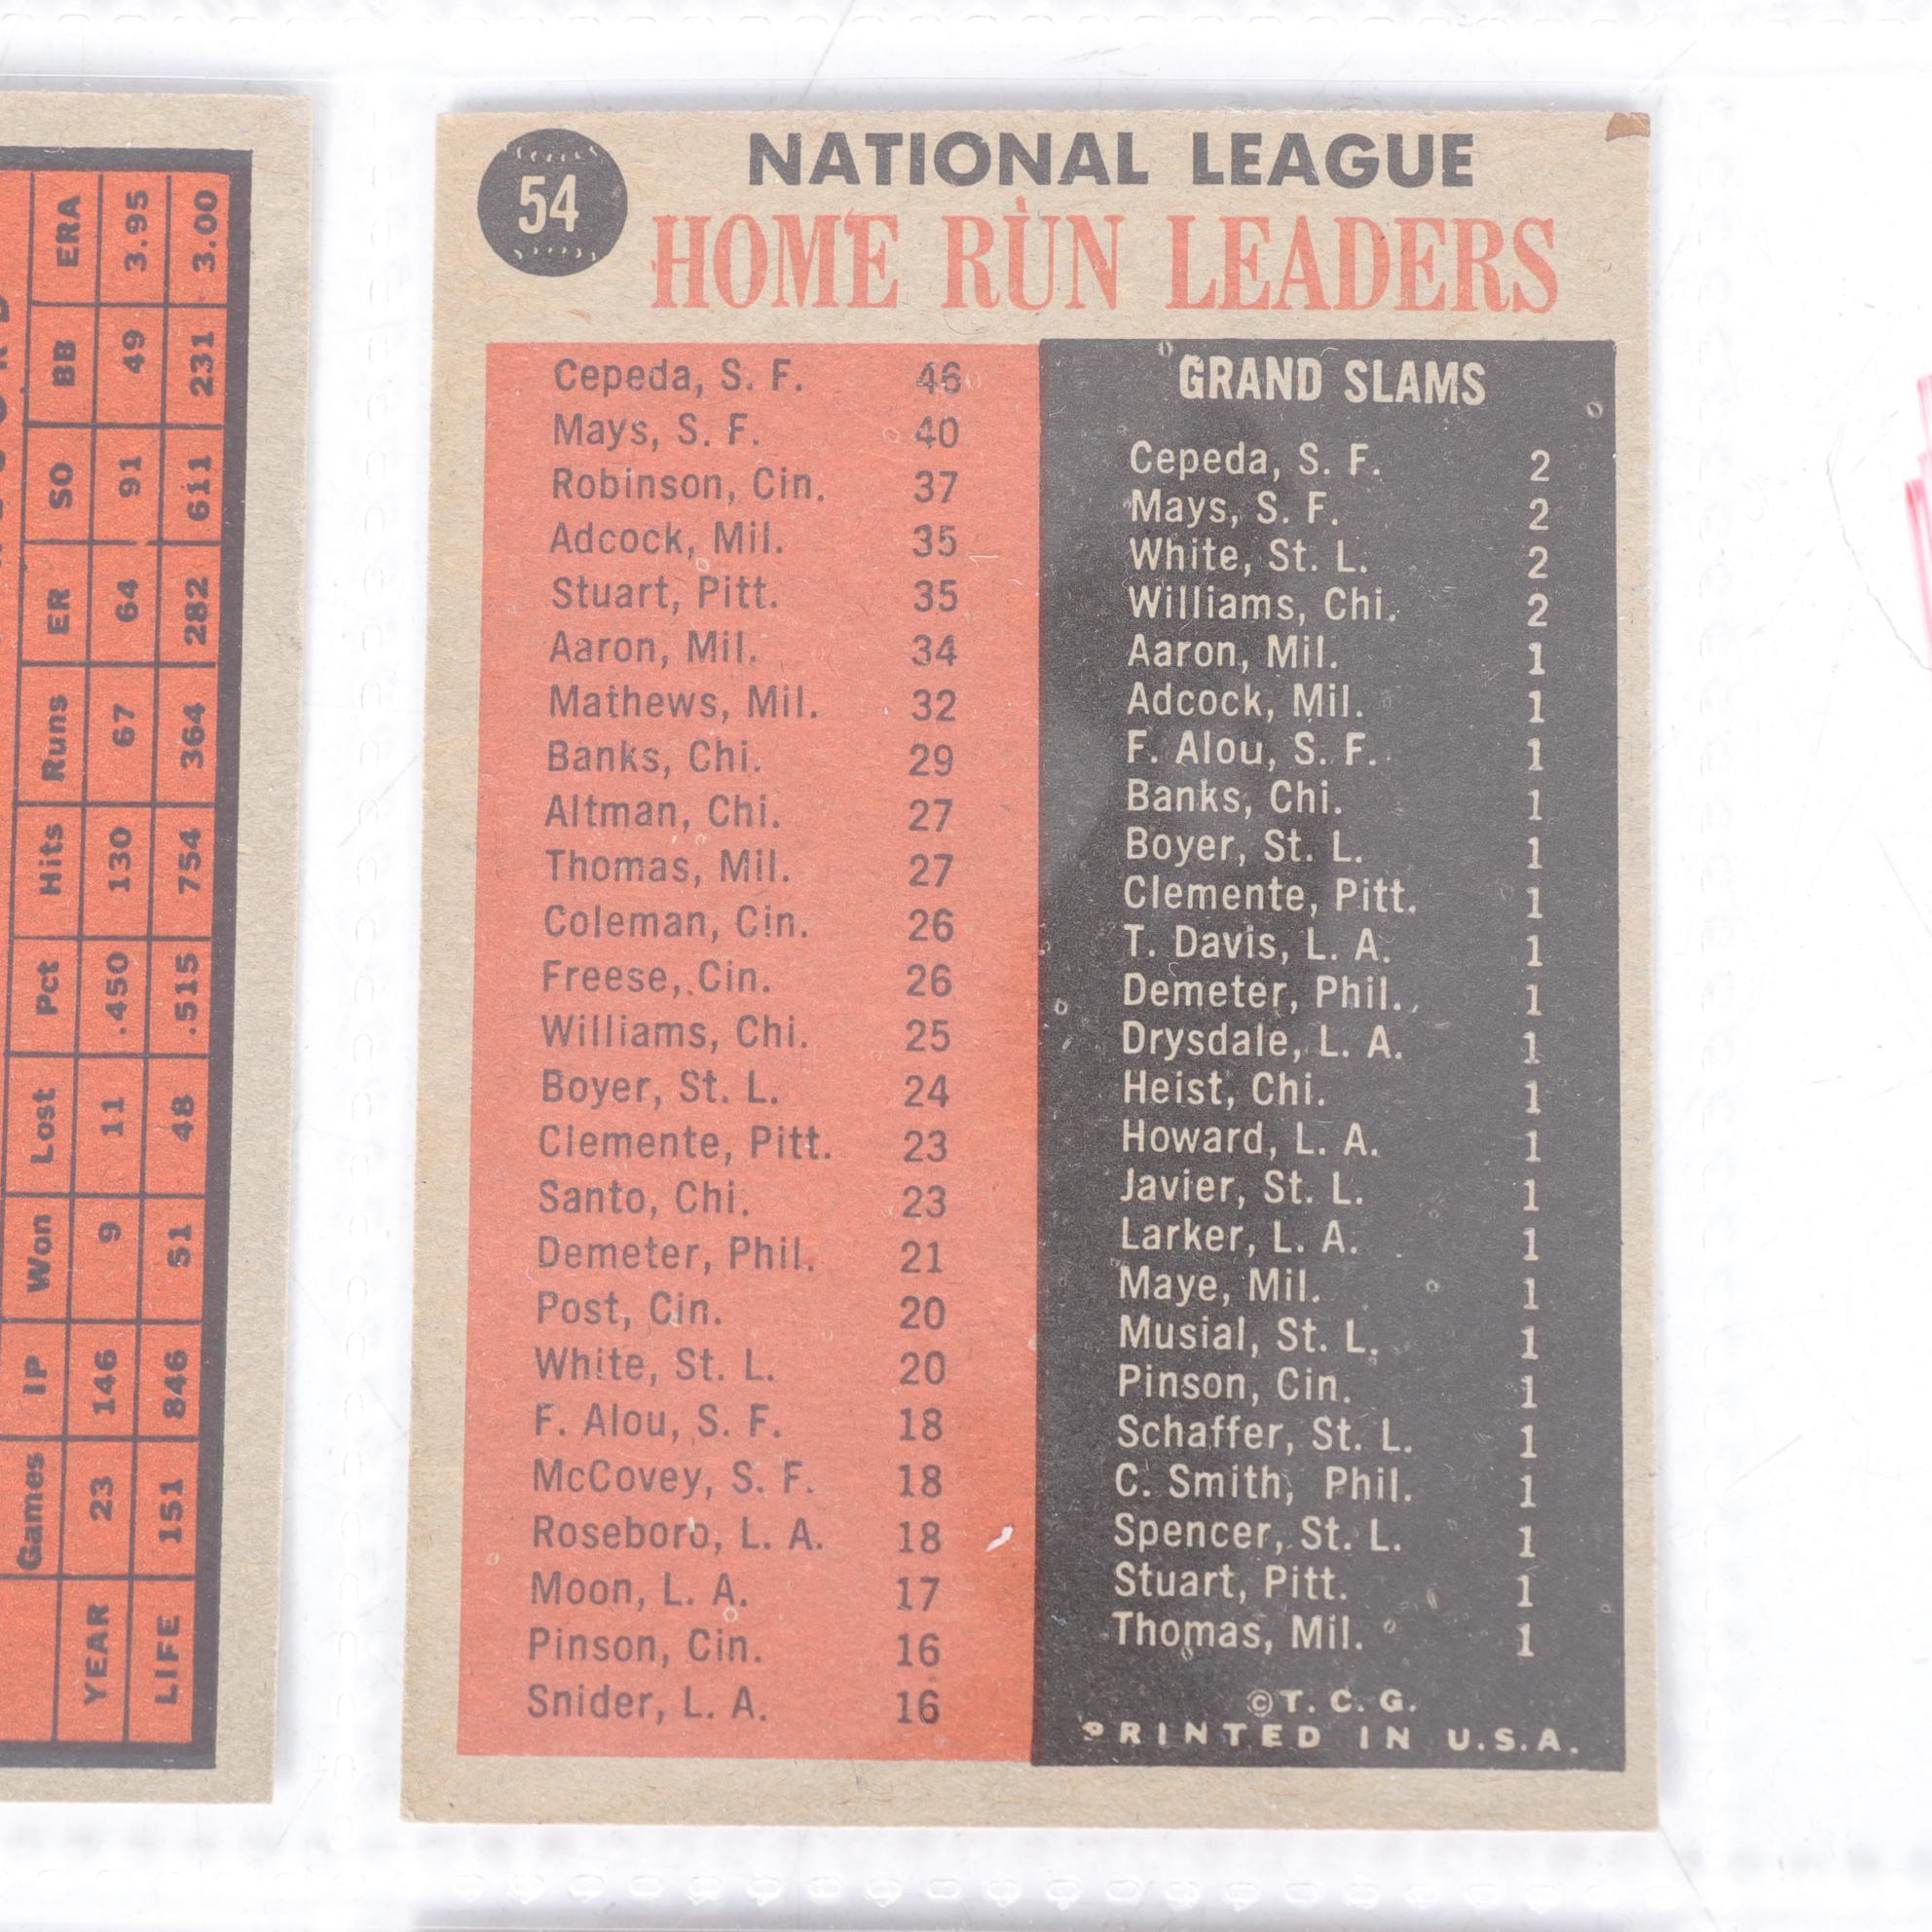 ERA 3.95 3.00
BB 49 231
SO 91 611
ER 64 282
Runs 67 364
Hits 130 754
Pct .450 .515
Lost 11 48
Won 9 51
IP 146 846
Games 23 151
YEAR LIFE
54
NATIONAL LEAGUE
HOME RUN LEADERS
Cepeda, S. F. 46
Mays, S. F. 40
Robinson, Cin. 37
Adcock, Mil. 35
Stuart, Pitt. 35
Aaron, Mil. 34
Mathews, Mil. 32
Banks, Chi. 29
Altman, Chi. 27
Thomas, Mil. 27
Coleman, Cin. 26
Freese, Cin. 26
Williams, Chi. 25
Boyer, St. L. 24
Clemente, Pitt. 23
Santo, Chi. 23
Demeter, Phil. 21
Post, Cin. 20
White, St. L. 20
F. Alou, S. F. 18
McCovey, S. F. 18
Roseboro, L. A. 18
Moon, L. A. 17
Pinson, Cin. 16
Snider, L. A. 16
GRAND SLAMS
Cepeda, S. F. 2
Mays, S. F. 2
White, St. L. 2
Williams, Chi. 2
Aaron, Mil. 1
Adcock, Mil. 1
F. Alou, S. F. 1
Banks, Chi. 1
Boyer, St. L. 1
Clemente, Pitt. 1
T. Davis, L. A. 1
Demeter, Phil. 1
Drysdale, L. A. 1
Heist, Chi. 1
Howard, L. A. 1
Javier, St. L. 1
Larker, L. A. 1
Maye, Mil. 1
Musial, St. L. 1
Pinson, Cin. 1
Schaffer, St. L. 1
C. Smith, Phil. 1
Spencer, St. L. 1
Stuart, Pitt. 1
Thomas, Mil. 1
©T. C. G.
PRINTED IN U.S.A.